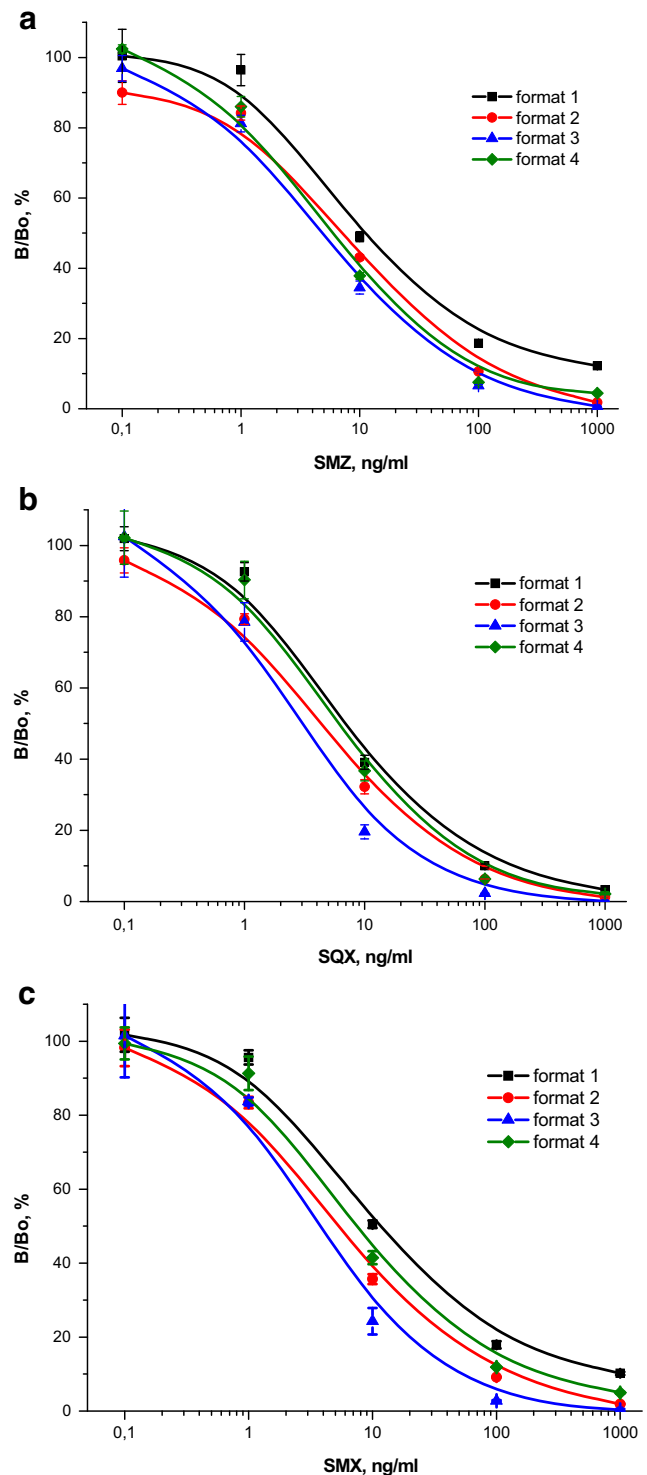 a
100
80
60
40
20
0
B/Bo, %
format 1
format 2
format 3
format 4
0,1
1
10
100
1000
SMZ, ng/ml
b
100
80
60
40
20
0
B/Bo, %
format 1
format 2
format 3
format 4
0,1
1
10
100
1000
SQX, ng/ml
c
100
80
60
40
20
0
B/Bo, %
format 1
format 2
format 3
format 4
0,1
1
10
100
1000
SMX, ng/ml